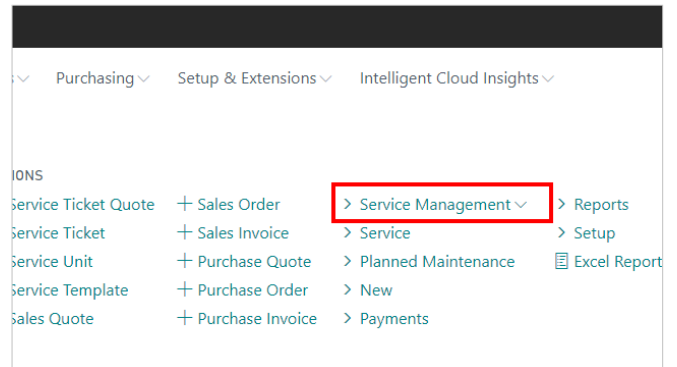 Purchasing Setup & Extensions Intelligent Cloud Insights
IONS
Service Ticket Quote + Sales Order > Service Management > Reports
Service Ticket + Sales Invoice > Service > Setup
Service Unit + Purchase Quote > Planned Maintenance Excel Report
Service Template + Purchase Order > New
Sales Quote + Purchase Invoice > Payments